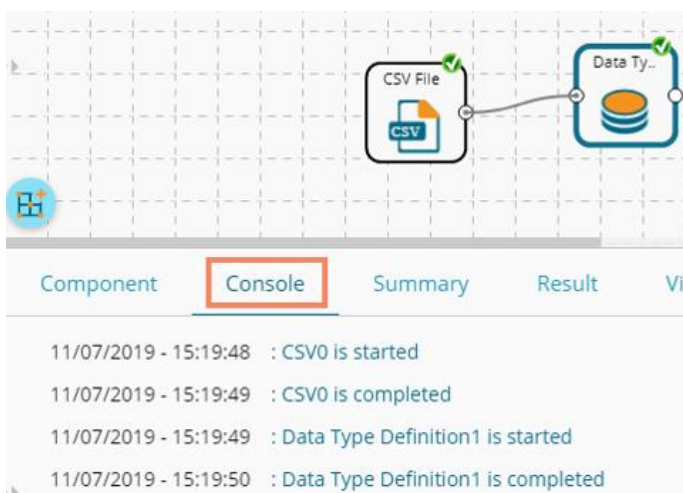 CSV File
Data Ty..
CSV
Component Console Summary Result Vi
11/07/2019 - 15:19:48 : CSV0 is started
11/07/2019 - 15:19:49 : CSV0 is completed
11/07/2019 - 15:19:49 : Data Type Definition1 is started
11/07/2019 - 15:19:50 : Data Type Definition1 is completed